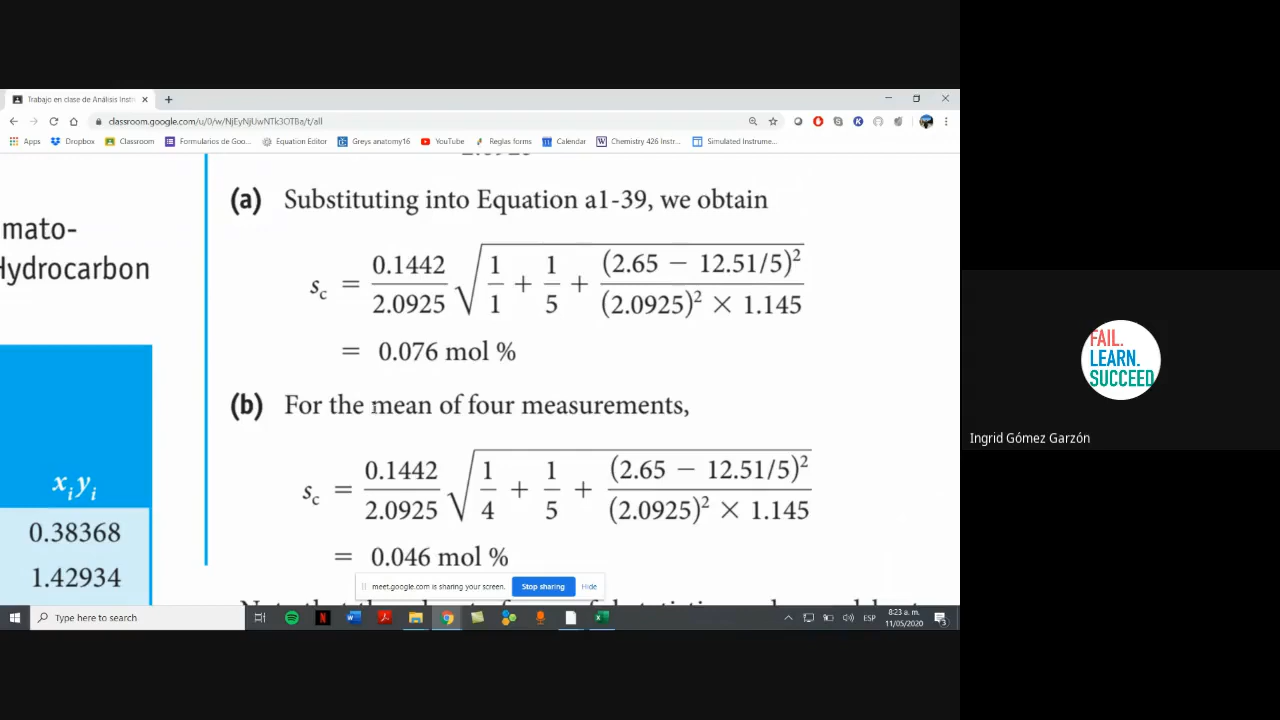 Trabajo en clase de Análisis Instr
classroom.google.com/u/0/w/NjEyNjUwNTk3OTBa/t/all
Apps Dropbox Classroom Formularios de Goo... Equation Editor Greys anatomy16 YouTube Reglas forms Calendar Chemistry 426 Instr... Simulated Instrume...
mato-
Hydrocarbon
x_i y_i
0.38368
1.42934
(a) Substituting into Equation a1-39, we obtain
s_c = 0.1442/2.0925 √(1/1 + 1/5 + (2.65 − 12.51/5)²/((2.0925)² × 1.145))
= 0.076 mol %
(b) For the mean of four measurements,
s_c = 0.1442/2.0925 √(1/4 + 1/5 + (2.65 − 12.51/5)²/((2.0925)² × 1.145))
= 0.046 mol %
meet.google.com is sharing your screen. Stop sharing Hide
Type here to search
ESP
8:23 a. m.
11/05/2020
FAIL.
LEARN.
SUCCEED
Ingrid Gómez Garzón